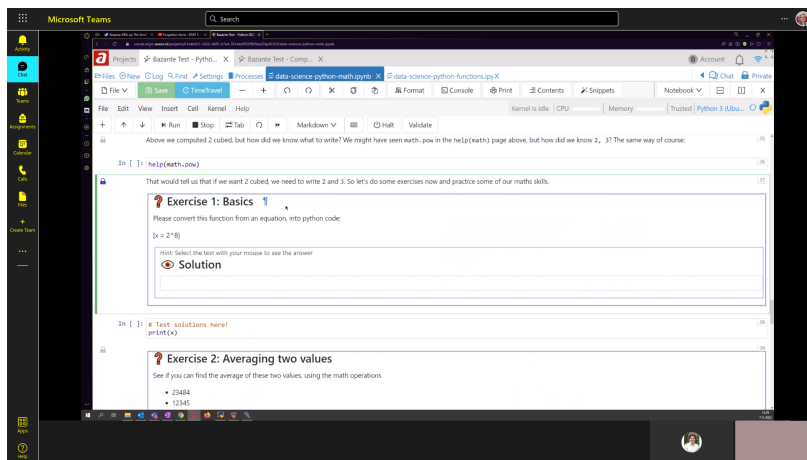 Microsoft Teams
Search
Activity
Chat
Teams
Assignments
Calendar
Calls
Files
Create Team
Apps
Help
Projects
Bazante Test - Pytho... X
Bazante Test - Comp... X
Account
Files New Log Find Settings Processes data-science-python-math.ipynb X data-science-python-functions.ipyX
Chat Private
File Save TimeTravel Format Console Print Contents Snippets Notebook
File Edit View Insert Cell Kernel Help
Kernel is idle CPU Memory Trusted Python 3 (Ubu...
Run Stop Tab Markdown Halt Validate
Above we computed 2 cubed, but how did we know what to write? We might have seen math.pow in the help(math) page above, but how did we know 2, 3? The same way of course:
35
In [ ]: help(math.pow)
36
That would tell us that if we want 2 cubed, we need to write 2 and 3. So let's do some exercises now and practice some of our maths skills.
37
❓ Exercise 1: Basics ¶
Please convert this function from an equation, into python code:
[x = 2^8]
Hint: Select the text with your mouse to see the answer
👁 Solution
In [ ]: # Test solutions here!
print(x)
38
39
❓ Exercise 2: Averaging two values
See if you can find the average of these two values, using the math operations
• 23484
• 12345